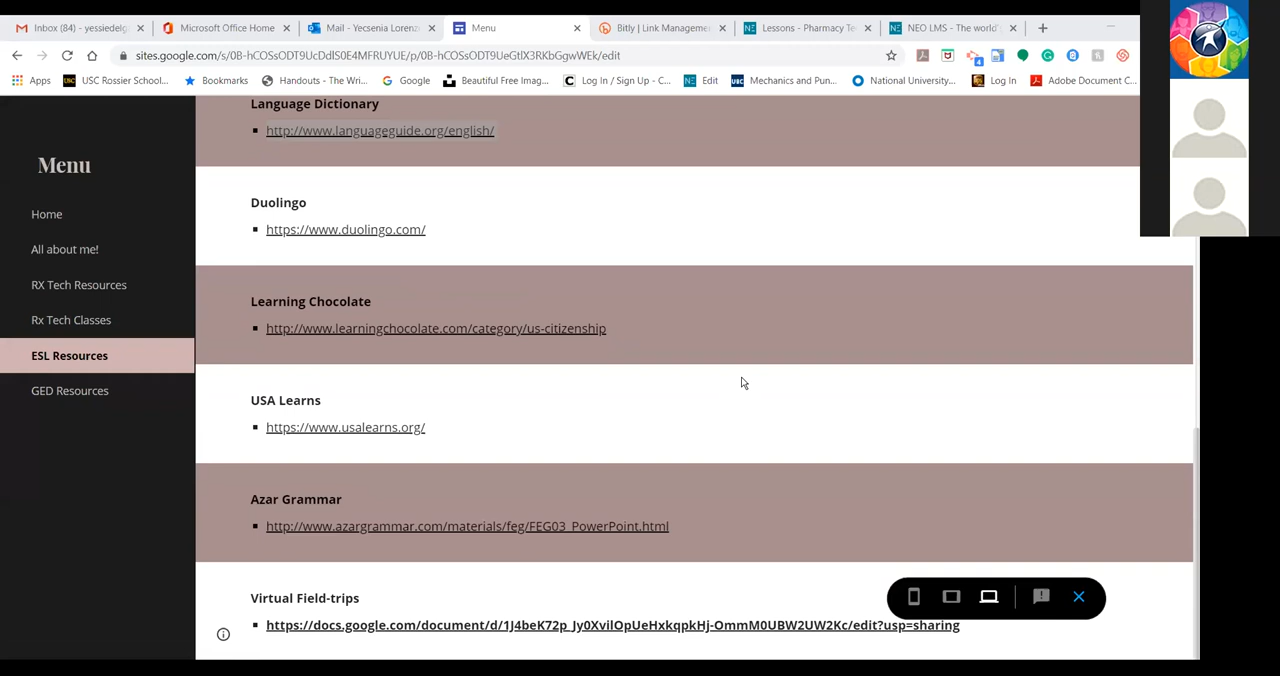 Inbox (84) - yessiedelg
Microsoft Office Home
Mail - Yecsenia Lorenz
Menu
Bitly | Link Manageme
Lessons - Pharmacy Te
NEO LMS - The world'
sites.google.com/s/0B-hCOSsODT9UcDdlS0E4MFRUYUE/p/0B-hCOSsODT9UeGtlX3RKbGgwWEk/edit
Apps
USC Rossier School...
Bookmarks
Handouts - The Wri...
Google
Beautiful Free Imag...
Log In / Sign Up - C...
Edit
Mechanics and Pun...
National University...
Log In
Adobe Document C...
Menu
Home
All about me!
RX Tech Resources
Rx Tech Classes
ESL Resources
GED Resources
Language Dictionary
http://www.languageguide.org/english/
Duolingo
https://www.duolingo.com/
Learning Chocolate
http://www.learningchocolate.com/category/us-citizenship
USA Learns
https://www.usalearns.org/
Azar Grammar
http://www.azargrammar.com/materials/feg/FEG03_PowerPoint.html
Virtual Field-trips
https://docs.google.com/document/d/1J4beK72p_Jy0XvilOpUeHxkqpkHj-OmmM0UBW2UW2Kc/edit?usp=sharing